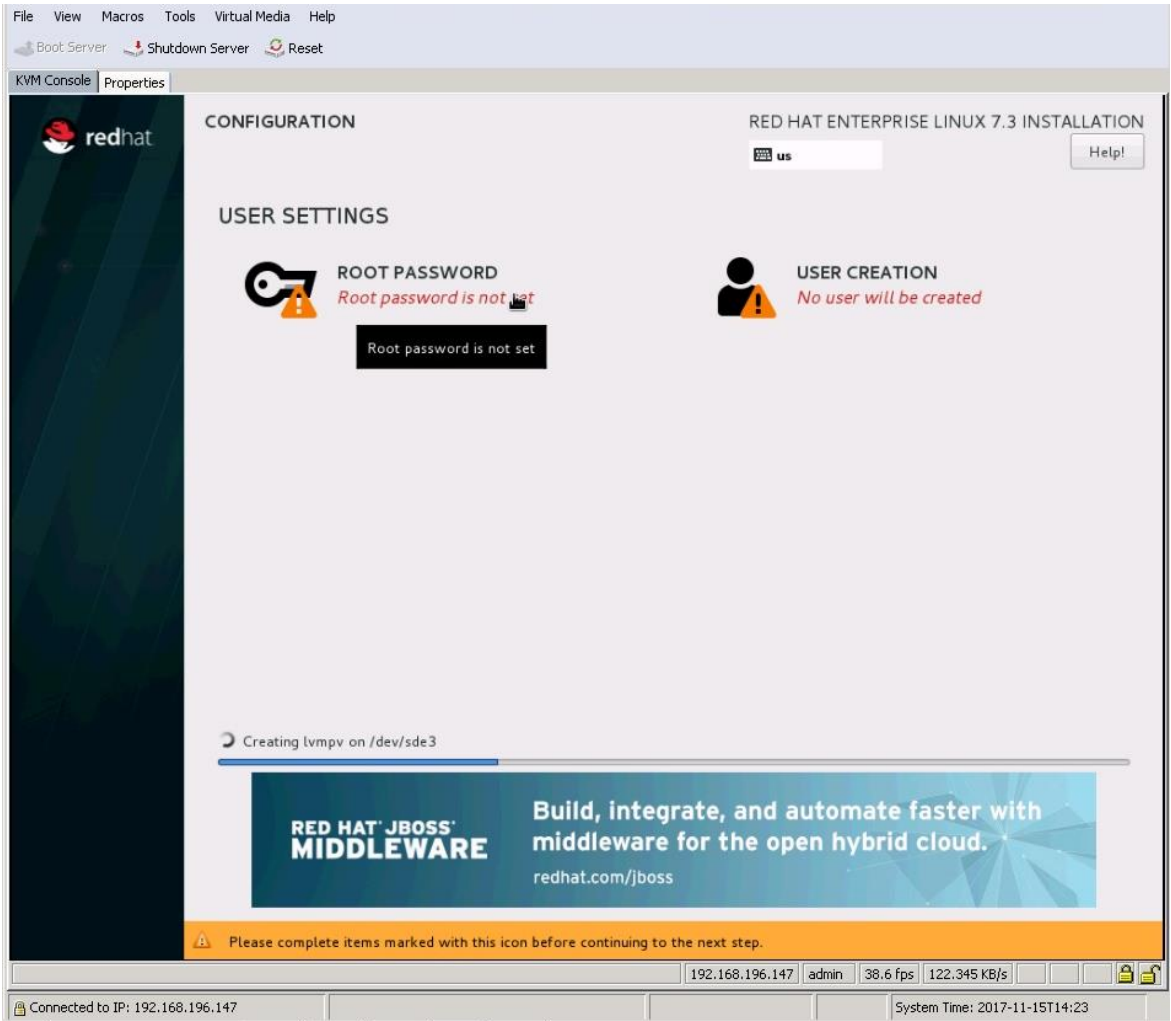 File View Macros Tools Virtual Media Help
Boot Server Shutdown Server Reset
KVM Console Properties
redhat
CONFIGURATION
RED HAT ENTERPRISE LINUX 7.3 INSTALLATION
us
Help!
USER SETTINGS
ROOT PASSWORD
Root password is not set
USER CREATION
No user will be created
Root password is not set
Creating lvmpv on /dev/sde3
RED HAT JBOSS
MIDDLEWARE
Build, integrate, and automate faster with
middleware for the open hybrid cloud.
redhat.com/jboss
Please complete items marked with this icon before continuing to the next step.
192.168.196.147 admin 38.6 fps 122.345 KB/s
Connected to IP: 192.168.196.147 System Time: 2017-11-15T14:23